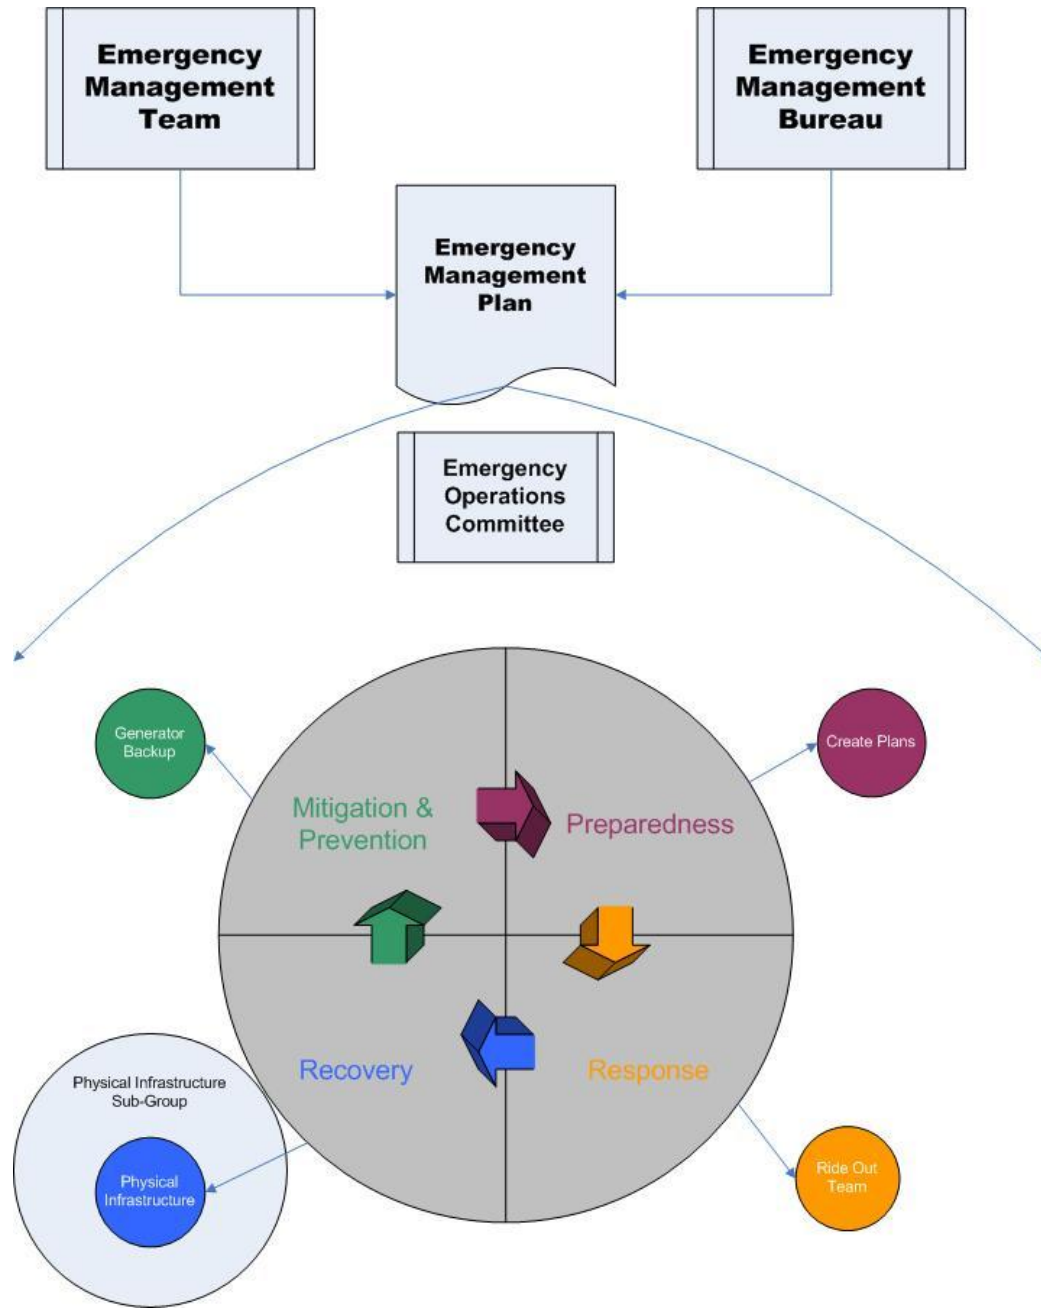 Emergency
Management
Team
Emergency
Management
Bureau
Emergency
Management
Plan
Emergency
Operations
Committee
Generator
Backup
Create Plans
Mitigation &
Prevention
Preparedness
Recovery
Response
Physical Infrastructure
Sub-Group
Physical
Infrastructure
Ride Out
Team